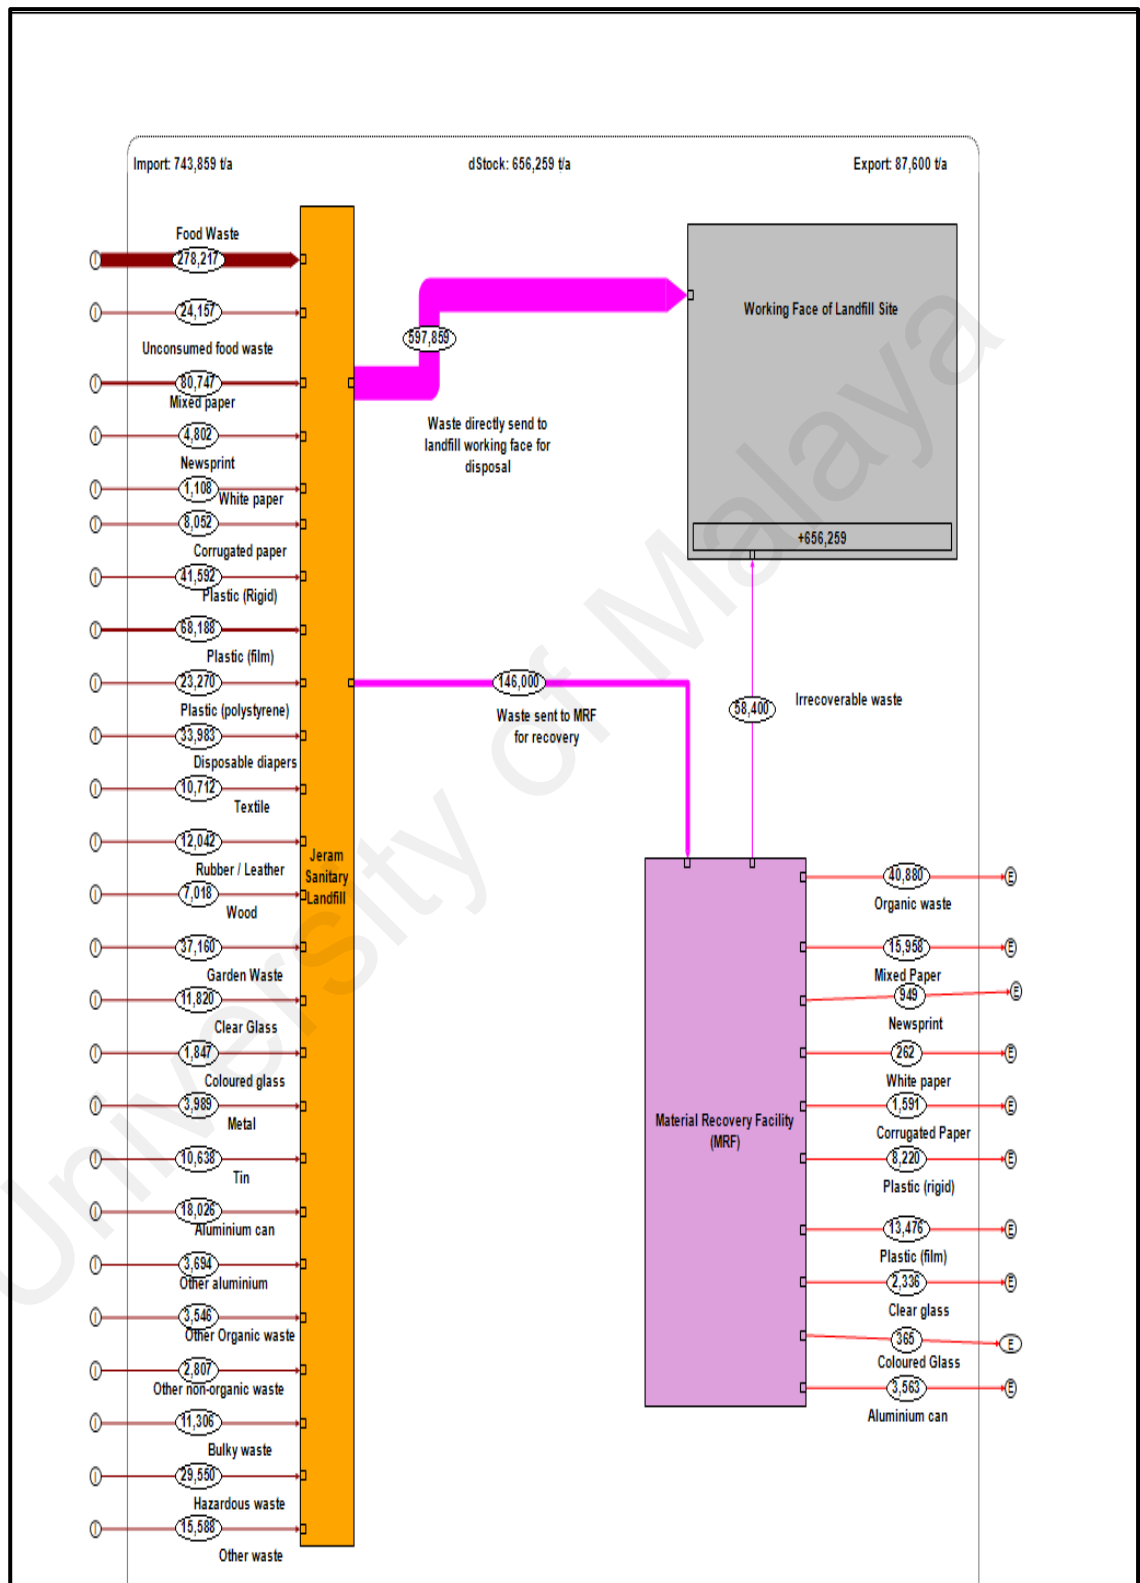 Import: 743,859 t/a
dStock: 656,259 t/a
Export: 87,600 t/a
Food Waste
I
278,217
I
24,157
Unconsumed food waste
I
80,747
Mixed paper
I
4,802
Newsprint
I
1,108
White paper
I
8,052
Corrugated paper
I
41,592
Plastic (Rigid)
I
68,188
Plastic (film)
I
23,270
Plastic (polystyrene)
I
33,983
Disposable diapers
I
10,712
Textile
I
12,042
Rubber / Leather
I
7,018
Wood
I
37,160
Garden Waste
I
11,820
Clear Glass
I
1,847
Coloured glass
I
3,989
Metal
I
10,638
Tin
I
18,026
Aluminium can
I
3,694
Other aluminium
I
3,546
Other Organic waste
I
2,807
Other non-organic waste
I
11,306
Bulky waste
I
29,550
Hazardous waste
I
15,588
Other waste
Jeram
Sanitary
Landfill
597,859
Waste directly send to
landfill working face for
disposal
Working Face of Landfill Site
+656,259
146,000
Waste sent to MRF
for recovery
58,400
Irrecoverable waste
Material Recovery Facility
(MRF)
40,880
E
Organic waste
15,958
E
Mixed Paper
949
E
Newsprint
262
E
White paper
1,591
E
Corrugated Paper
8,220
E
Plastic (rigid)
13,476
E
Plastic (film)
2,336
E
Clear glass
365
E
Coloured Glass
3,563
E
Aluminium can
University of Malaya